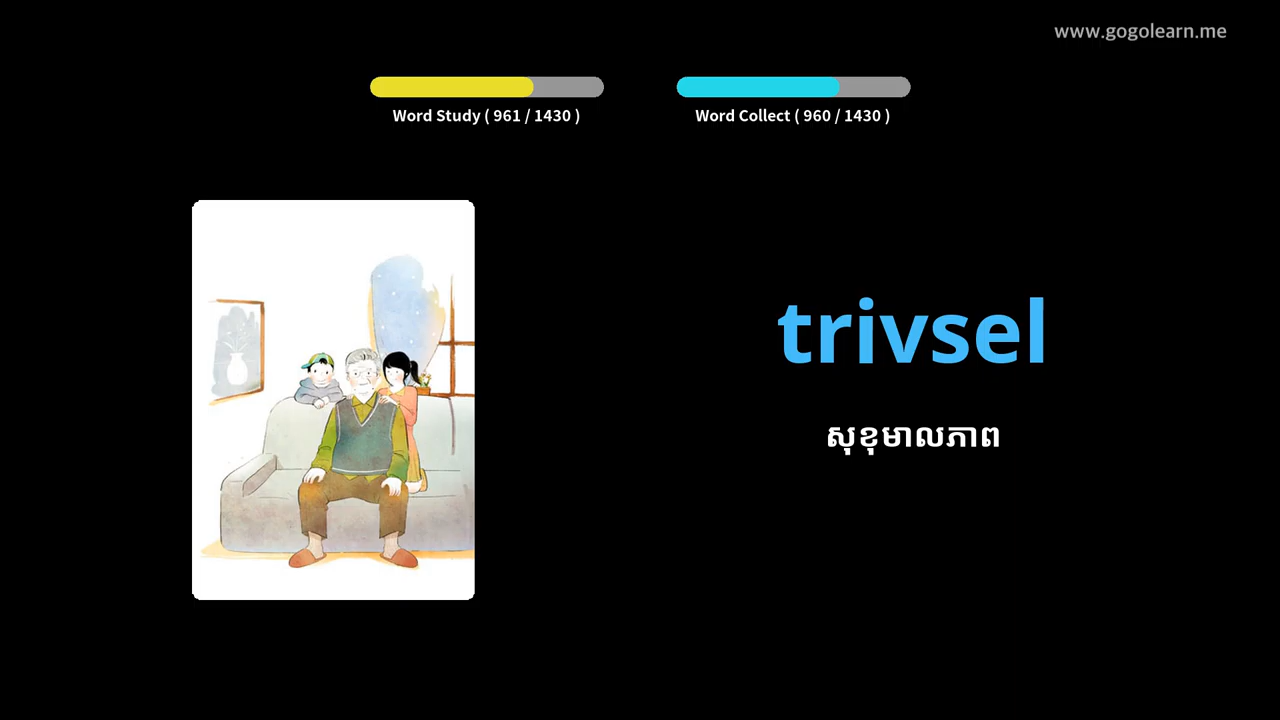 www.gogolearn.me
Word Study ( 961 / 1430 )
Word Collect ( 960 / 1430 )
trivsel
សុខុមាលភាព